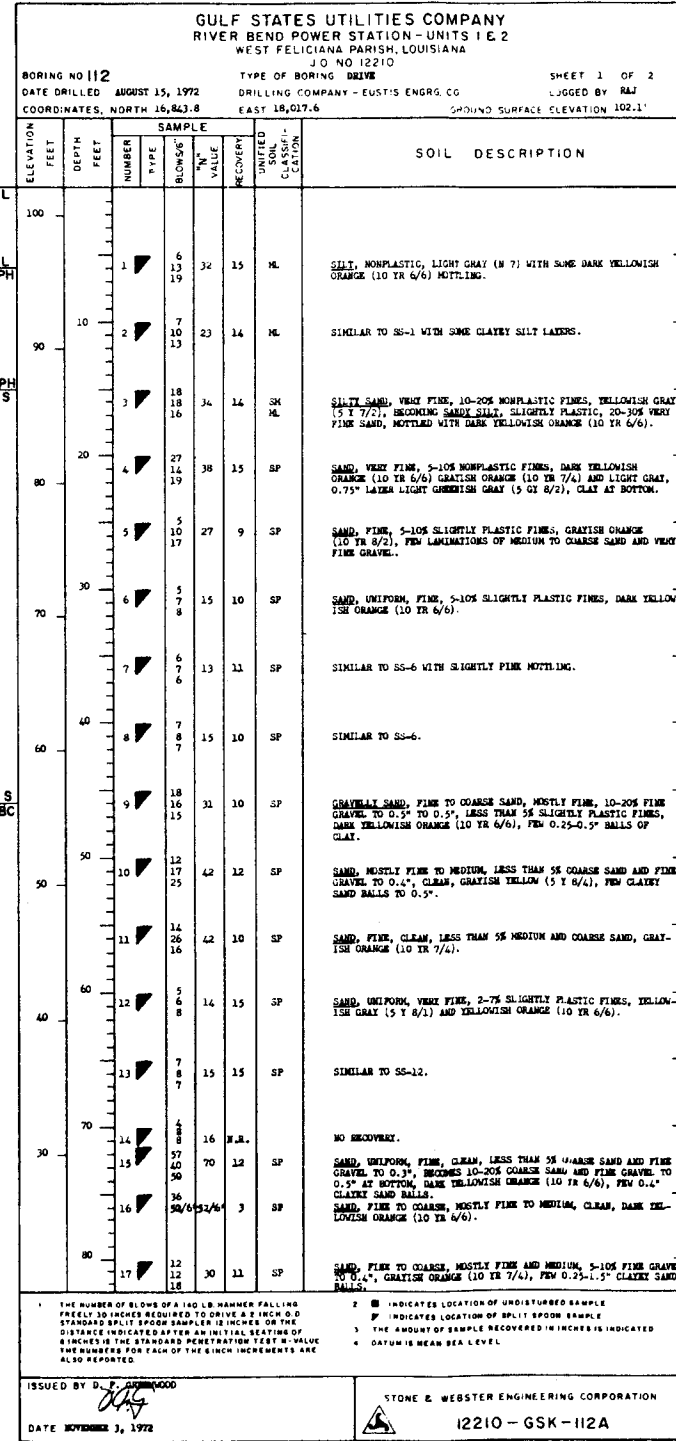 GULF STATES UTILITIES COMPANY
RIVER BEND POWER STATION - UNITS 1 & 2
WEST FELICIANA PARISH, LOUISIANA
J O NO 12210
BORING NO 112 TYPE OF BORING DRIVE SHEET 1 OF 2
DATE DRILLED AUGUST 15, 1972 DRILLING COMPANY - EUSTIS ENGRG. CO LOGGED BY RAJ
COORDINATES, NORTH 16,843.8 EAST 18,017.6 GROUND SURFACE ELEVATION 102.1'
ELEVATION FEET
DEPTH FEET
SAMPLE
NUMBER
TYPE
BLOWS/6"
"N" VALUE
RECOVERY
UNIFIED SOIL CLASSIFI-CATION
SOIL DESCRIPTION
L
100
L
PH
6
1 13 32 15 ML SILT, NONPLASTIC, LIGHT GRAY (N 7) WITH SOME DARK YELLOWISH
19 ORANGE (10 YR 6/6) MOTTLING.
10 7
2 10 23 14 ML SIMILAR TO SS-1 WITH SOME CLAYEY SILT LAYERS.
90 13
PH
S
18 SILTY SAND, VERY FINE, 10-20% NONPLASTIC FINES, YELLOWISH GRAY
3 18 34 14 SM (5 Y 7/2), BECOMING SANDY SILT, SLIGHTLY PLASTIC, 20-30% VERY
16 ML FINE SAND, MOTTLED WITH DARK YELLOWISH ORANGE (10 YR 6/6).
20 27 SAND, VERY FINE, 5-10% NONPLASTIC FINES, DARK YELLOWISH
4 14 38 15 SP ORANGE (10 YR 6/6) GRAYISH ORANGE (10 YR 7/4) AND LIGHT GRAY,
80 19 0.75" LAYER LIGHT GREENISH GRAY (5 GY 8/2), CLAY AT BOTTOM.
5 SAND, FINE, 5-10% SLIGHTLY PLASTIC FINES, GRAYISH ORANGE
5 10 27 9 SP (10 YR 8/2), FEW LAMINATIONS OF MEDIUM TO COARSE SAND AND VERY
17 FINE GRAVEL.
30 5 SAND, UNIFORM, FINE, 5-10% SLIGHTLY PLASTIC FINES, DARK YELLOW
6 7 15 10 SP ISH ORANGE (10 YR 6/6).
70 8
6
7 7 13 11 SP SIMILAR TO SS-6 WITH SLIGHTLY PINK MOTTLING.
6
40 7
8 8 15 10 SP SIMILAR TO SS-6.
60 7
S
BC
18 GRAVELLY SAND, FINE TO COARSE SAND, MOSTLY FINE, 10-20% FINE
9 16 31 10 SP GRAVEL TO 0.5" TO 0.5", LESS THAN 5% SLIGHTLY PLASTIC FINES,
15 DARK YELLOWISH ORANGE (10 YR 6/6), FEW 0.25-0.5" BALLS OF
CLAY.
50 12 SAND, MOSTLY FINE TO MEDIUM, LESS THAN 5% COARSE SAND AND FINE
10 17 42 12 SP GRAVEL TO 0.4", CLEAN, GRAYISH YELLOW (5 Y 8/4), FEW CLAYEY
50 25 SAND BALLS TO 0.5".
14 SAND, FINE, CLEAN, LESS THAN 5% MEDIUM AND COARSE SAND, GRAY-
11 26 42 10 SP ISH ORANGE (10 YR 7/4).
16
60 5 SAND, UNIFORM, VERY FINE, 2-7% SLIGHTLY PLASTIC FINES, YELLOW-
12 6 14 15 SP ISH GRAY (5 Y 8/1) AND YELLOWISH ORANGE (10 YR 6/6).
40 8
7
13 8 15 15 SP SIMILAR TO SS-12.
7
70 4
14 8 16 N.R. NO RECOVERY.
8
30 15 57 70 12 SP SAND, UNIFORM, FINE, CLEAN, LESS THAN 5% COARSE SAND AND FINE
40 GRAVEL TO 0.3", BECOMES 10-20% COARSE SAND AND FINE GRAVEL TO
50 0.5" AT BOTTOM, DARK YELLOWISH ORANGE (10 YR 6/6), FEW 0.4"
CLAYEY SAND BALLS.
36 SAND, FINE TO COARSE, MOSTLY FINE TO MEDIUM, CLEAN, DARK YEL-
16 3 SP LOWISH ORANGE (10 YR 6/6).
80 12 SAND, FINE TO COARSE, MOSTLY FINE AND MEDIUM, 5-10% FINE GRAVE
17 12 30 11 SP TO 0.4", GRAYISH ORANGE (10 YR 7/4), FEW 0.25-1.5" CLAYEY SAND
18 BALLS.
1 THE NUMBER OF BLOWS OF A 140 LB. HAMMER FALLING
FREELY 30 INCHES REQUIRED TO DRIVE A 2 INCH O.D
STANDARD SPLIT SPOON SAMPLER 12 INCHES OR THE
DISTANCE INDICATED AFTER AN INITIAL SEATING OF
6 INCHES IS THE STANDARD PENETRATION TEST N-VALUE
THE NUMBERS FOR EACH OF THE 6 INCH INCREMENTS ARE
ALSO REPORTED
2 INDICATES LOCATION OF UNDISTURBED SAMPLE
INDICATES LOCATION OF SPLIT SPOON SAMPLE
3 THE AMOUNT OF SAMPLE RECOVERED IN INCHES IS INDICATED
4 DATUM IS MEAN SEA LEVEL
ISSUED BY D. F. GREENWOOD
DATE NOVEMBER 3, 1972
STONE & WEBSTER ENGINEERING CORPORATION
12210 - GSK - 112A